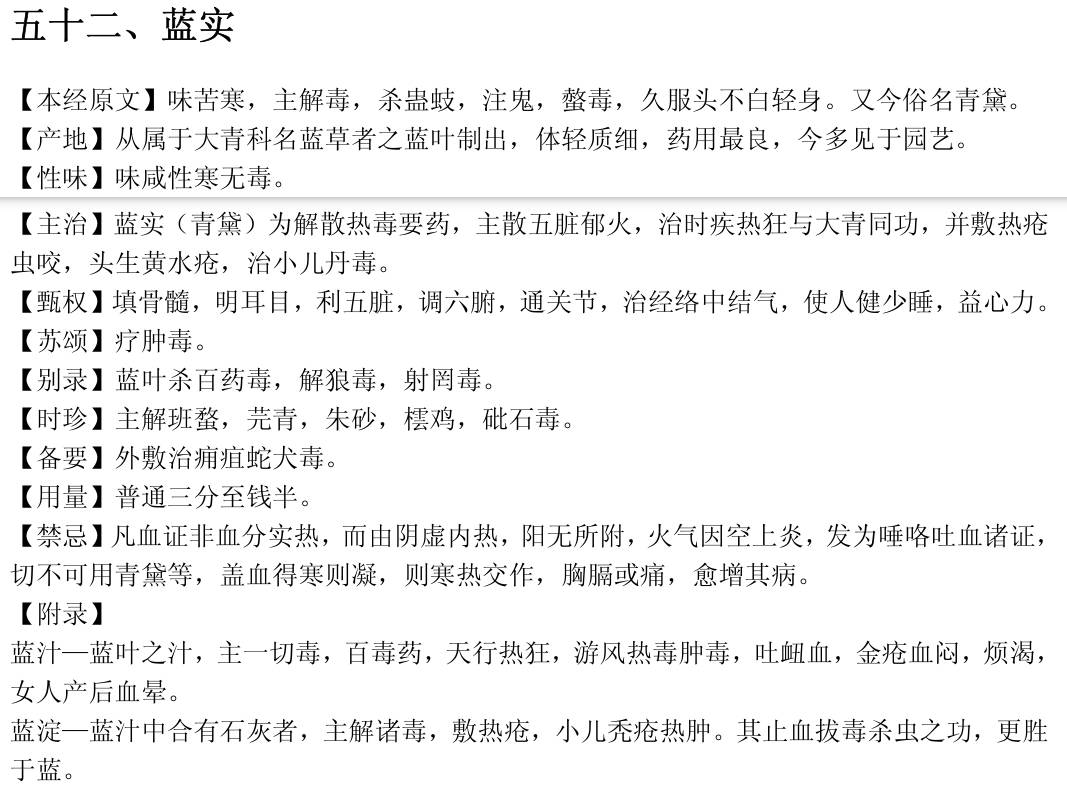 五十二、蓝实
【本经原文】味苦寒，主解毒，杀蛊蚑，注鬼，螫毒，久服头不白轻身。又今俗名青黛。
【产地】从属于大青科名蓝草者之蓝叶制出，体轻质细，药用最良，今多见于园艺。
【性味】味咸性寒无毒。
【主治】蓝实（青黛）为解散热毒要药，主散五脏郁火，治时疾热狂与大青同功，并敷热疮
虫咬，头生黄水疮，治小儿丹毒。
【甄权】填骨髓，明耳目，利五脏，调六腑，通关节，治经络中结气，使人健少睡，益心力。
【苏颂】疗肿毒。
【别录】蓝叶杀百药毒，解狼毒，射罔毒。
【时珍】主解班蝥，芫青，朱砂，樗鸡，砒石毒。
【备要】外敷治痈疽蛇犬毒。
【用量】普通三分至钱半。
【禁忌】凡血证非血分实热，而由阴虚内热，阳无所附，火气因空上炎，发为唾咯吐血诸证，
切不可用青黛等，盖血得寒则凝，则寒热交作，胸膈或痛，愈增其病。
【附录】
蓝汁—蓝叶之汁，主一切毒，百毒药，天行热狂，游风热毒肿毒，吐衄血，金疮血闷，烦渴，
女人产后血晕。
蓝淀—蓝汁中合有石灰者，主解诸毒，敷热疮，小儿秃疮热肿。其止血拔毒杀虫之功，更胜
于蓝。